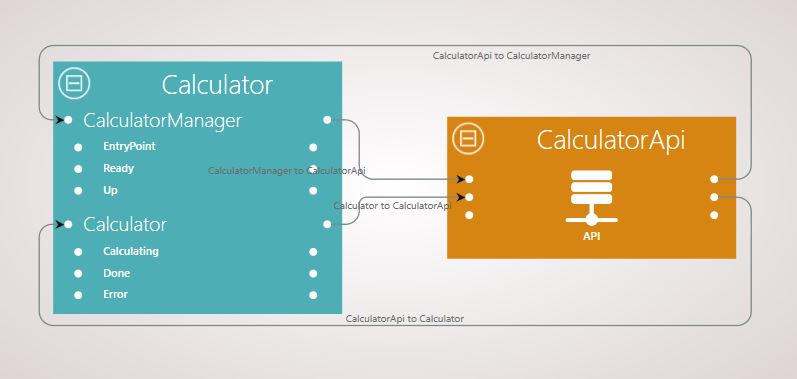 CalculatorApi to CalculatorManager
Calculator
CalculatorManager
EntryPoint
Ready
Up
CalculatorManager to CalculatorApi
Calculator to CalculatorApi
Calculator
Calculating
Done
Error
CalculatorApi
API
CalculatorApi to Calculator